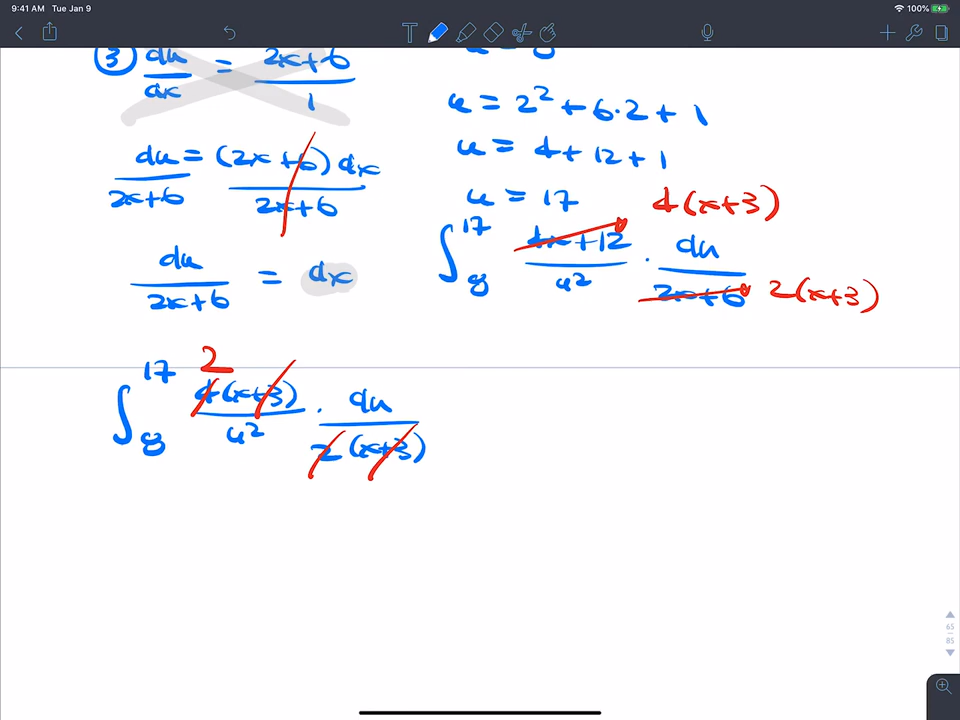 9:41 AM Tue Jan 9
100%
③ du/dx = 2x+6/1
u = 8
u = 2² + 6·2 + 1
u = 4 + 12 + 1
u = 17
du/2x+6 = (2x+6)dx/2x+6
du/2x+6 = dx
4(x+3)
∫₈¹⁷ 4x+12/u² · du/2x+6
2(x+3)
2
∫₈¹⁷ 4(x+3)/u² · du/2(x+3)
65
85